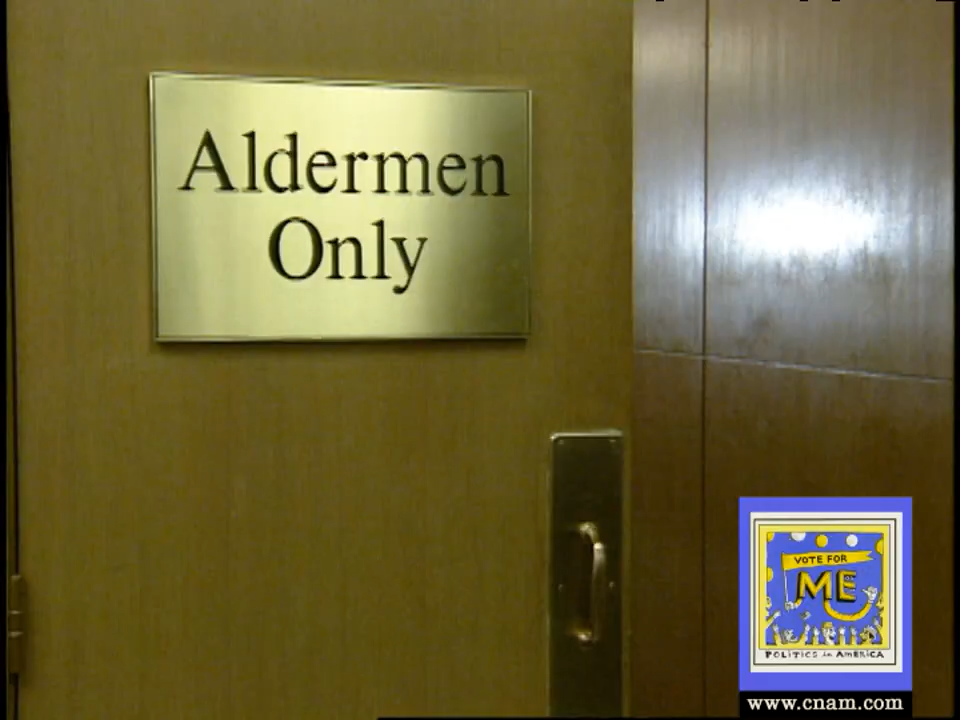 Aldermen
Only
VOTE FOR
ME
POLITICS in AMERICA
www.cnam.com